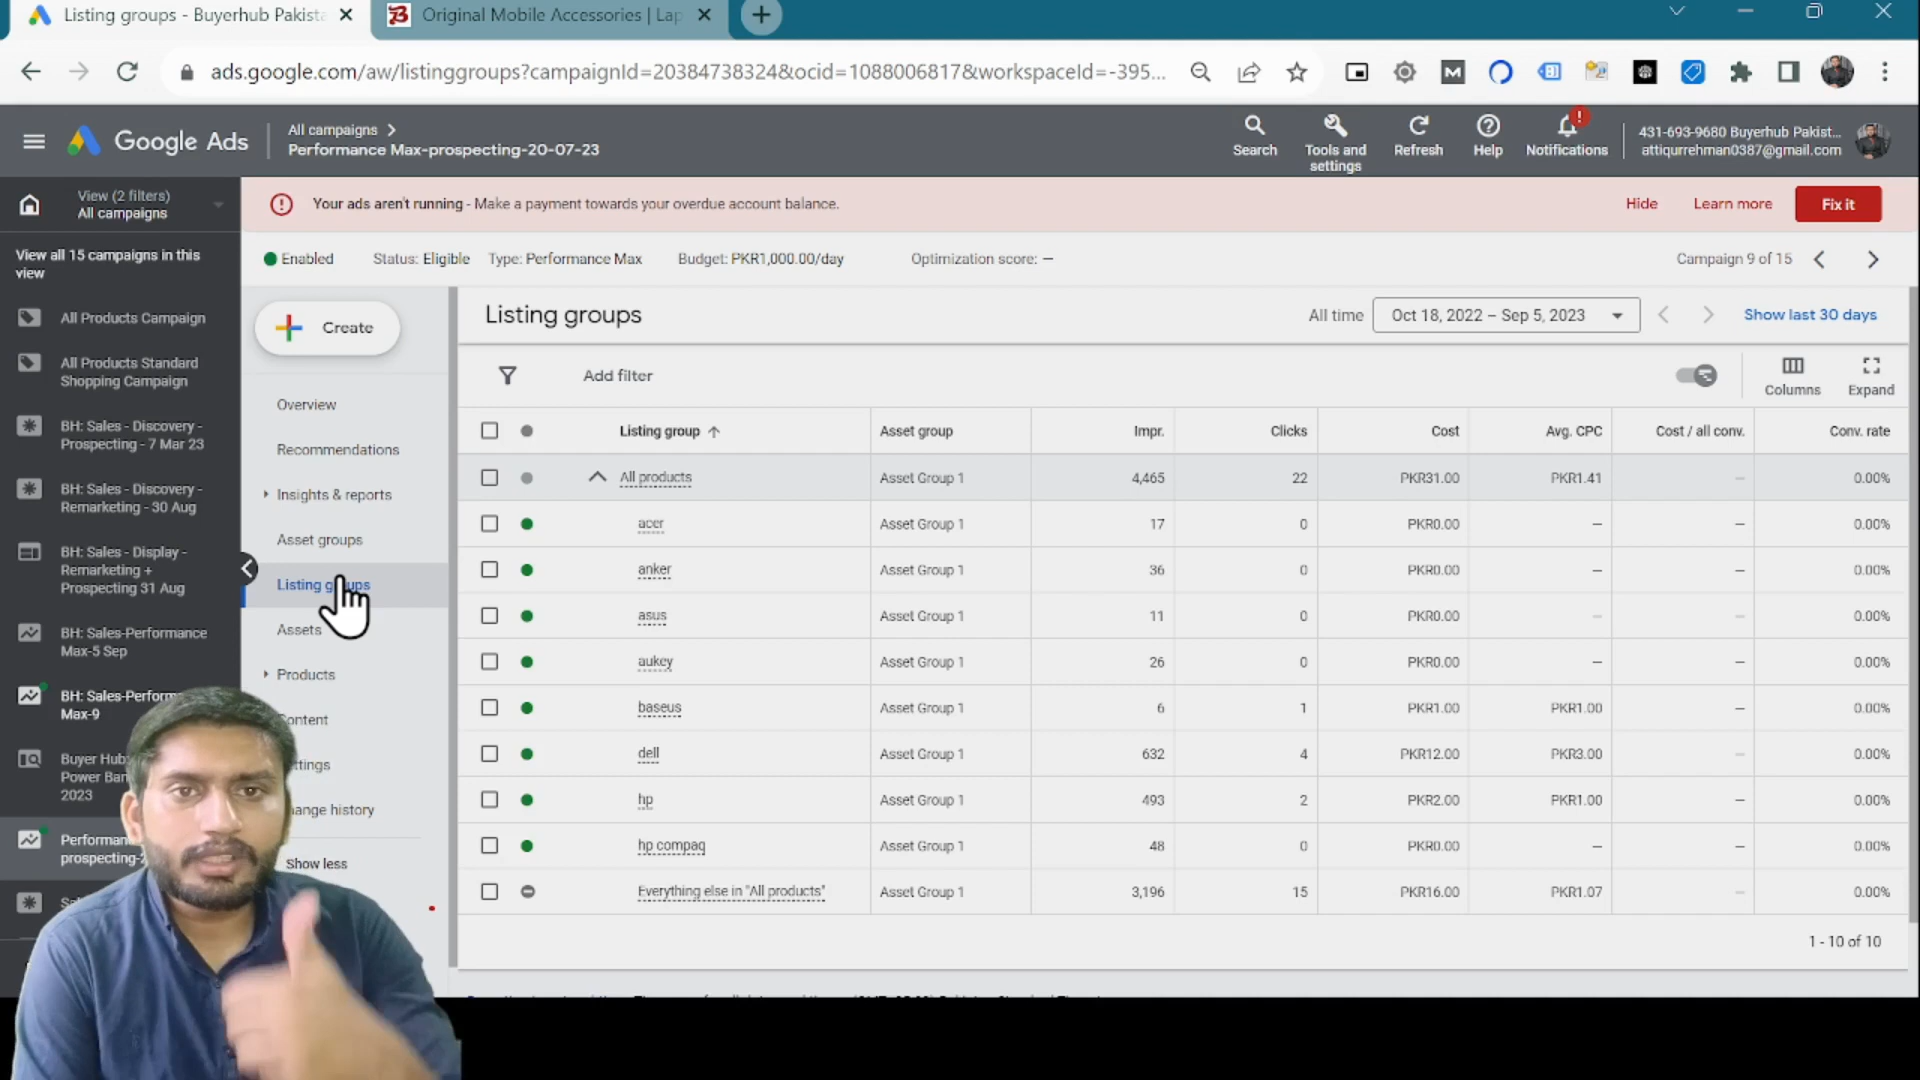 Listing groups - Buyerhub Pakista
Original Mobile Accessories | Lap
ads.google.com/aw/listinggroups?campaignId=20384738324&ocid=1088006817&workspaceId=-395...
Google Ads
All campaigns
Performance Max-prospecting-20-07-23
Search
Tools and settings
Refresh
Help
Notifications
431-693-9680 Buyerhub Pakist...
attiqurrehman0387@gmail.com
View (2 filters)
All campaigns
Your ads aren't running - Make a payment towards your overdue account balance.
Hide
Learn more
Fix it
View all 15 campaigns in this
view
Enabled
Status: Eligible
Type: Performance Max
Budget: PKR1,000.00/day
Optimization score: —
Campaign 9 of 15
All Products Campaign
All Products Standard
Shopping Campaign
BH: Sales - Discovery -
Prospecting - 7 Mar 23
BH: Sales - Discovery -
Remarketing - 30 Aug
BH: Sales - Display -
Remarketing +
Prospecting 31 Aug
BH: Sales-Performance
Max-5 Sep
BH: Sales-Perform
Max-9
Buyer Hub:
Power Ban
2023
Performan
prospecting-2
Create
Overview
Recommendations
Insights & reports
Asset groups
Listing groups
Assets
Products
Content
ttings
hange history
Show less
Listing groups
All time
Oct 18, 2022 – Sep 5, 2023
Show last 30 days
Add filter
Columns
Expand
Listing group Asset group Impr. Clicks Cost Avg. CPC Cost / all conv. Conv. rate
All products Asset Group 1 4,465 22 PKR31.00 PKR1.41 — 0.00%
acer Asset Group 1 17 0 PKR0.00 — — 0.00%
anker Asset Group 1 36 0 PKR0.00 — — 0.00%
asus Asset Group 1 11 0 PKR0.00 — — 0.00%
aukey Asset Group 1 26 0 PKR0.00 — — 0.00%
baseus Asset Group 1 6 1 PKR1.00 PKR1.00 — 0.00%
dell Asset Group 1 632 4 PKR12.00 PKR3.00 — 0.00%
hp Asset Group 1 493 2 PKR2.00 PKR1.00 — 0.00%
hp compaq Asset Group 1 48 0 PKR0.00 — — 0.00%
Everything else in "All products" Asset Group 1 3,196 15 PKR16.00 PKR1.07 — 0.00%
1 - 10 of 10